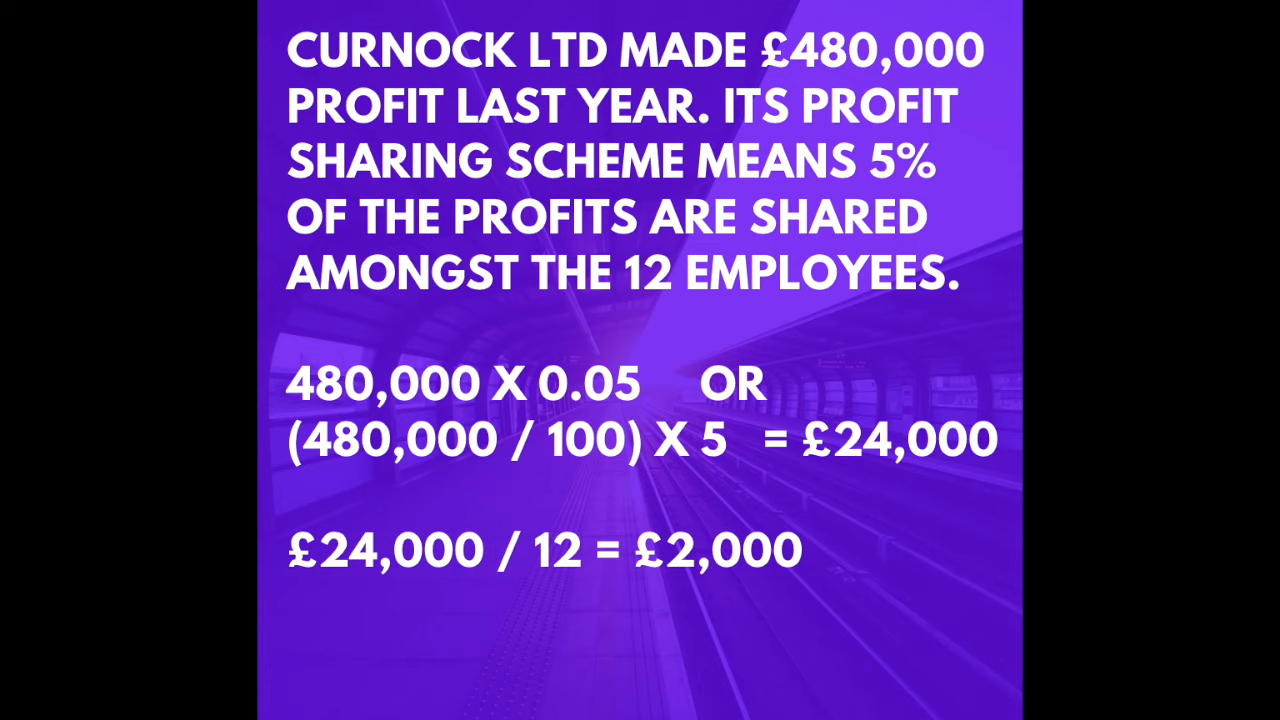 CURNOCK LTD MADE £480,000
PROFIT LAST YEAR. ITS PROFIT
SHARING SCHEME MEANS 5%
OF THE PROFITS ARE SHARED
AMONGST THE 12 EMPLOYEES.
480,000 X 0.05 OR
(480,000 / 100) X 5 = £24,000
£24,000 / 12 = £2,000